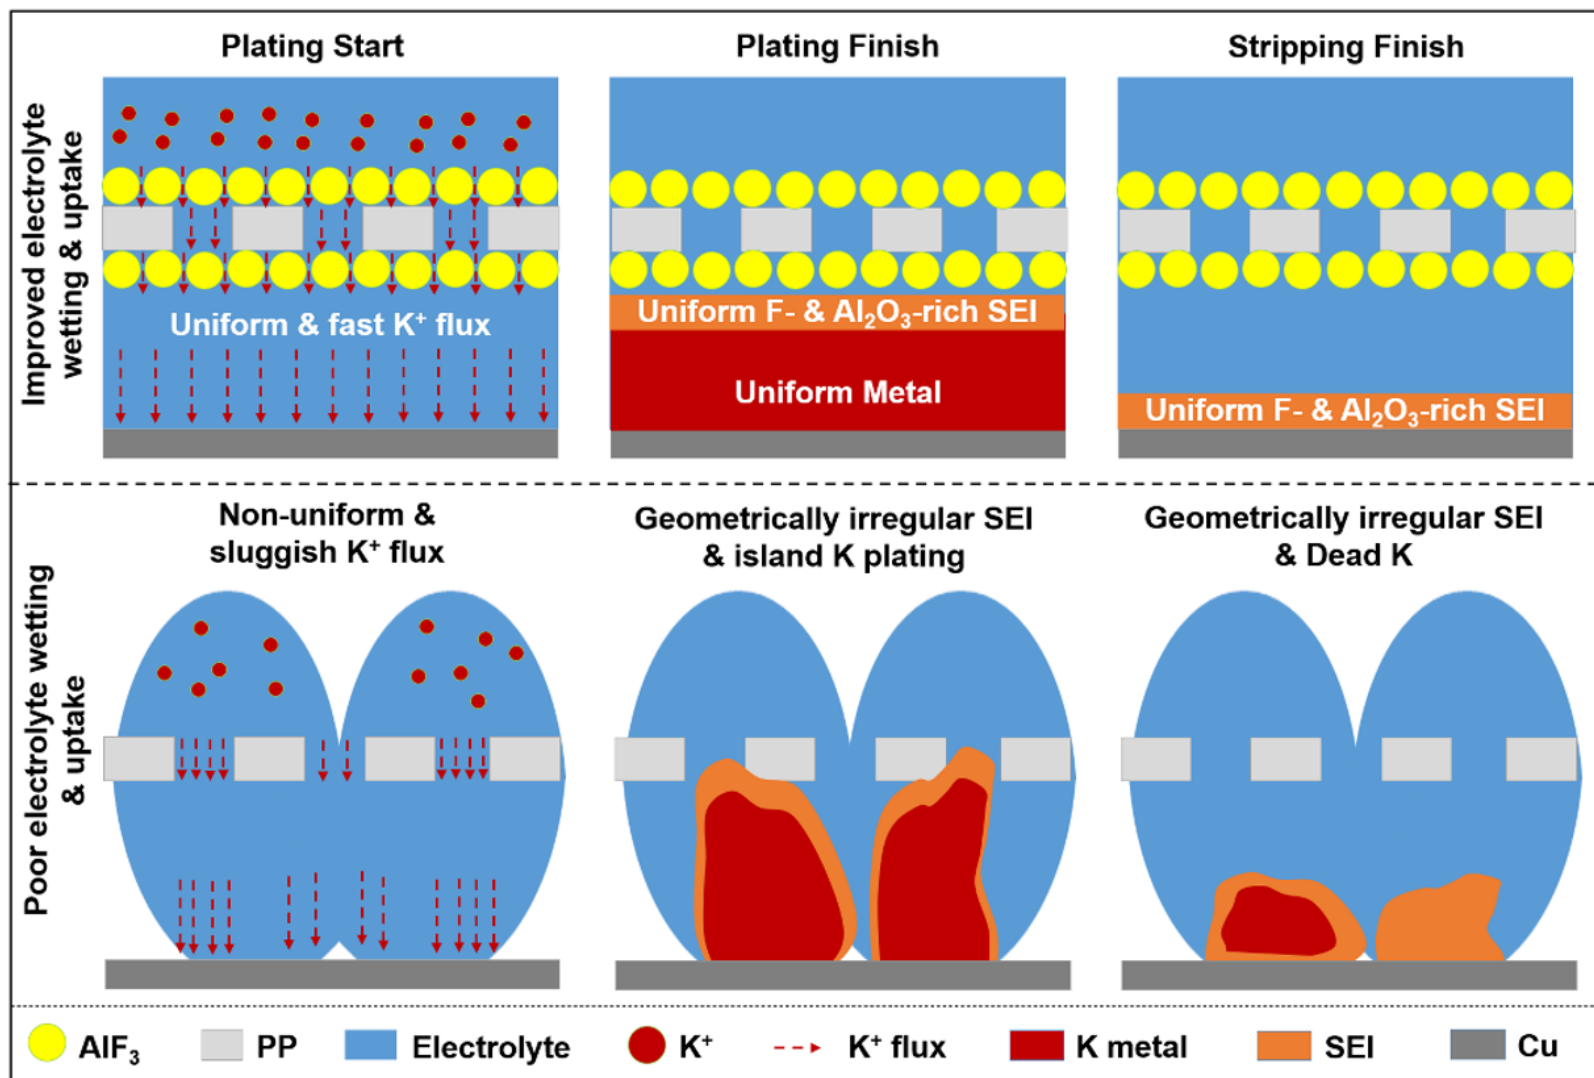 Plating Start
Plating Finish
Stripping Finish
Improved electrolyte
wetting & uptake
Uniform & fast K⁺ flux
Uniform F- & Al₂O₃-rich SEI
Uniform Metal
Uniform F- & Al₂O₃-rich SEI
Poor electrolyte wetting
& uptake
Non-uniform &
sluggish K⁺ flux
Geometrically irregular SEI
& island K plating
Geometrically irregular SEI
& Dead K
AlF₃
PP
Electrolyte
K⁺
K⁺ flux
K metal
SEI
Cu